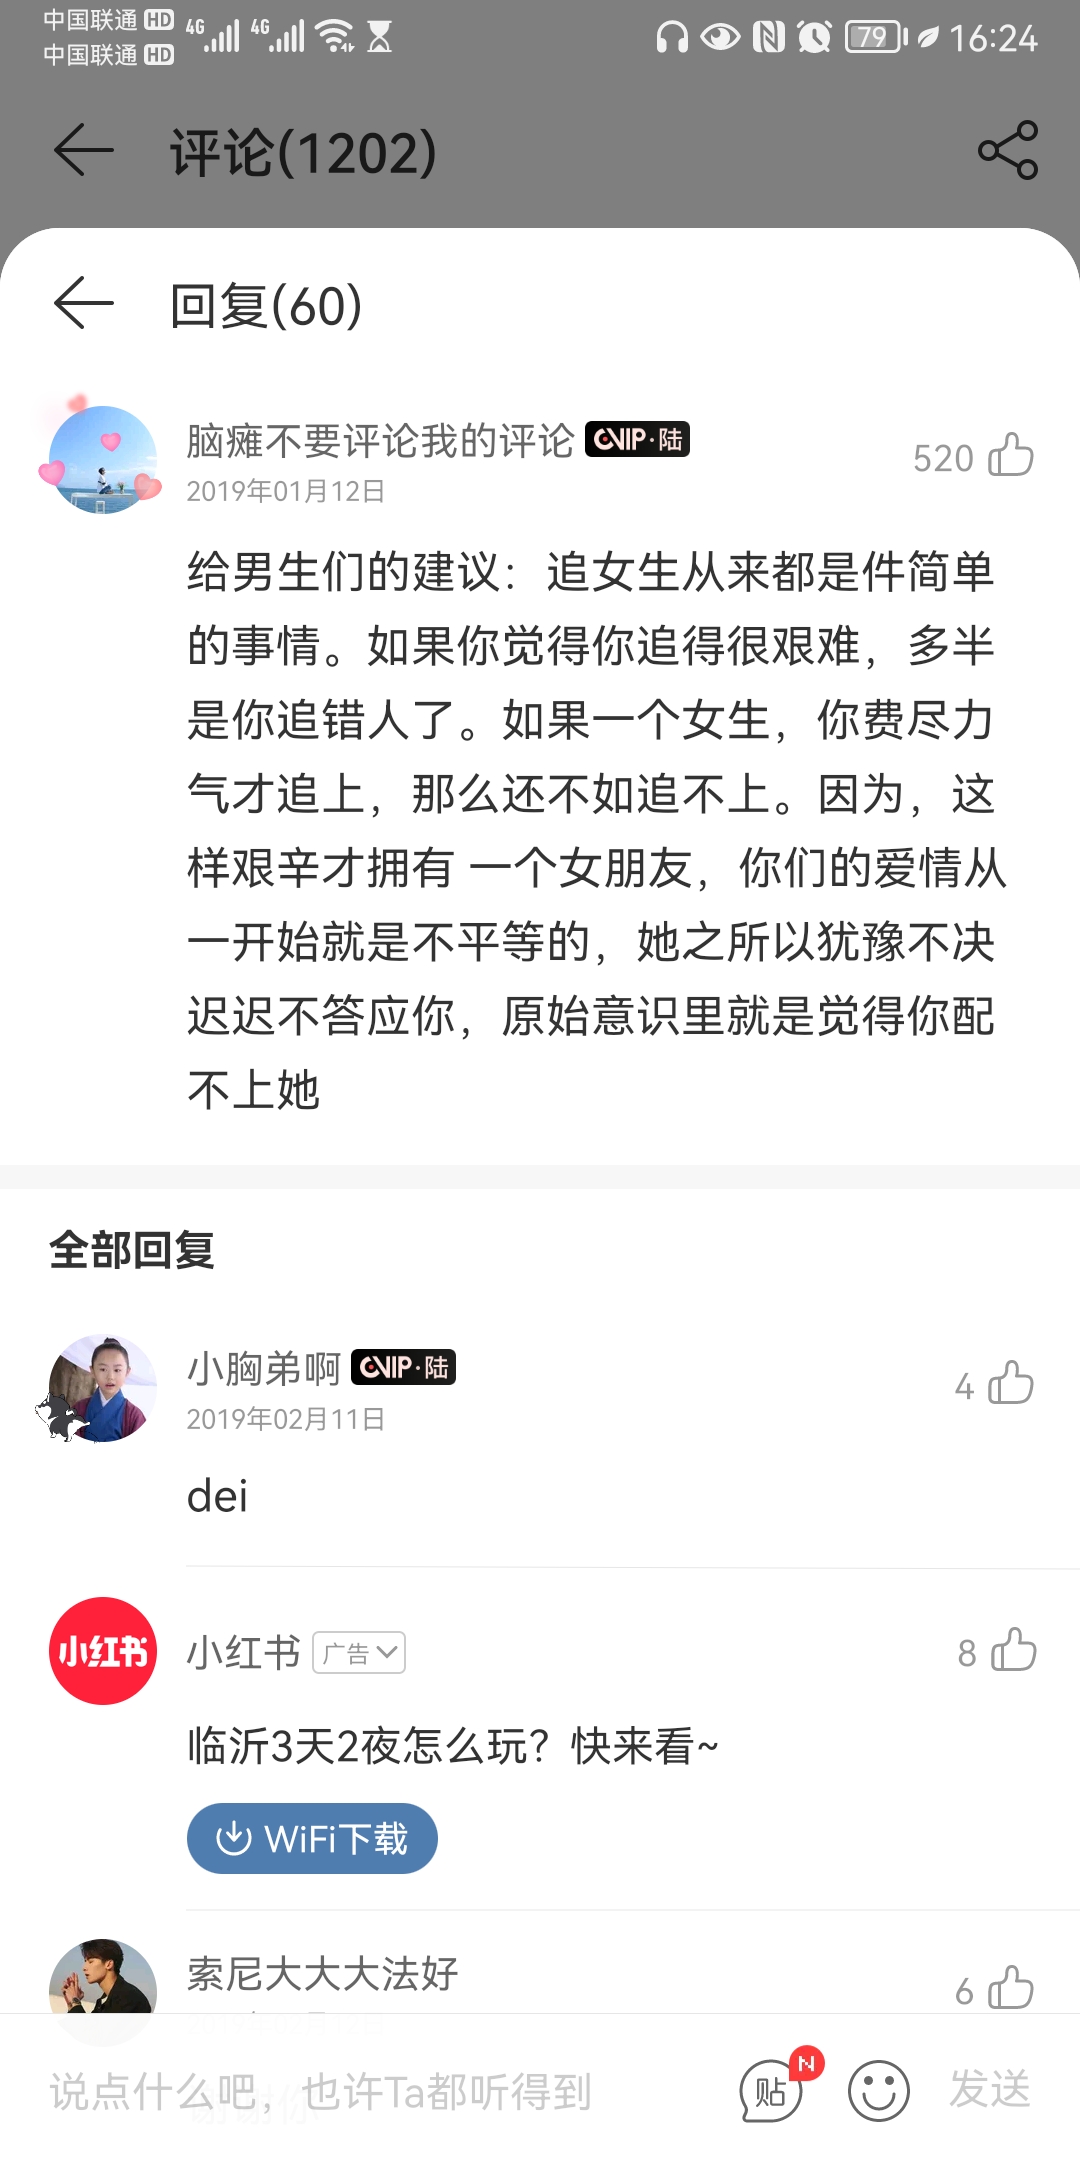 中国联通 HD 4G 4G 79 16:24
中国联通 HD
评论(1202)
回复(60)
脑瘫不要评论我的评论 CVIP·陆
520
2019年01月12日
给男生们的建议：追女生从来都是件简单
的事情。如果你觉得你追得很艰难，多半
是你追错人了。如果一个女生，你费尽力
气才追上，那么还不如追不上。因为，这
样艰辛才拥有 一个女朋友，你们的爱情从
一开始就是不平等的，她之所以犹豫不决
迟迟不答应你，原始意识里就是觉得你配
不上她
全部回复
小胸弟啊 CVIP·陆
4
2019年02月11日
dei
小红书
小红书 广告
8
临沂3天2夜怎么玩？快来看~
WiFi下载
索尼大大大法好
6
说点什么吧，也许Ta都听得到
贴 N
发送